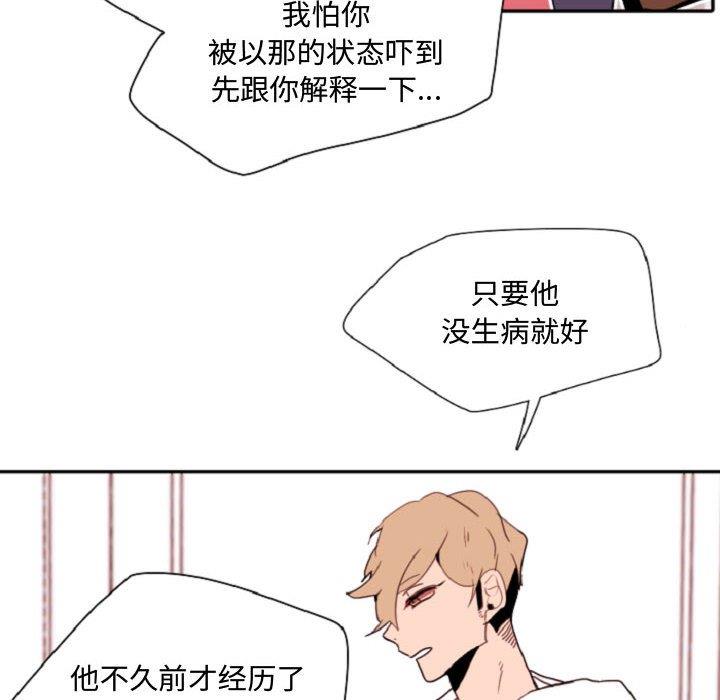 我怕你
被以那的状态吓到
先跟你解释一下...
只要他
没生病就好
他不久前才经历了